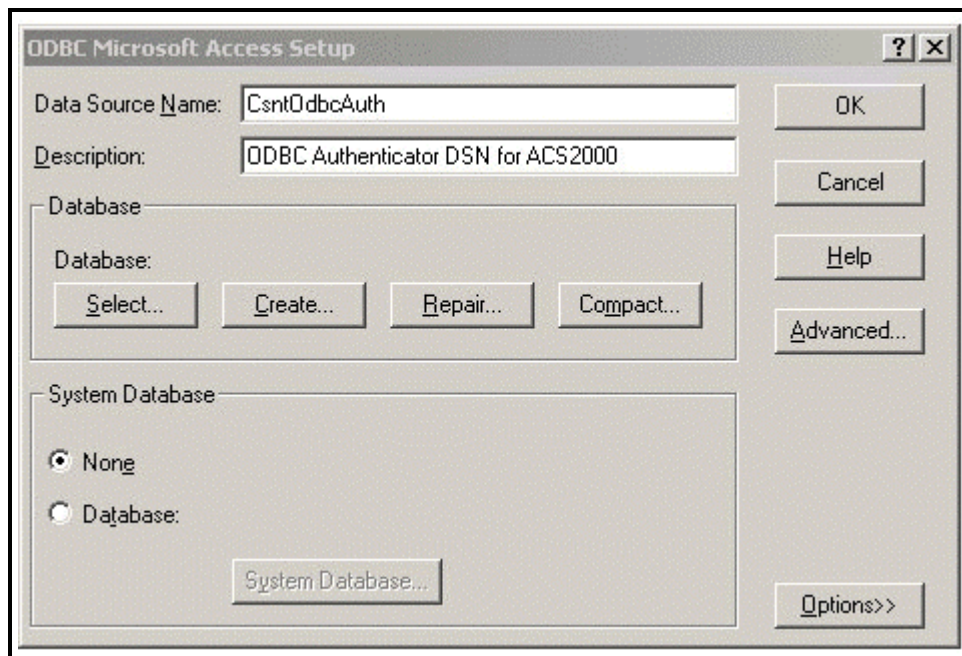 ODBC Microsoft Access Setup
Data Source Name: CsntOdbcAuth
OK
Description: ODBC Authenticator DSN for ACS2000
Cancel
Database
Database:
Help
Select... Create... Repair... Compact...
Advanced...
System Database
None
Database:
System Database...
Options>>